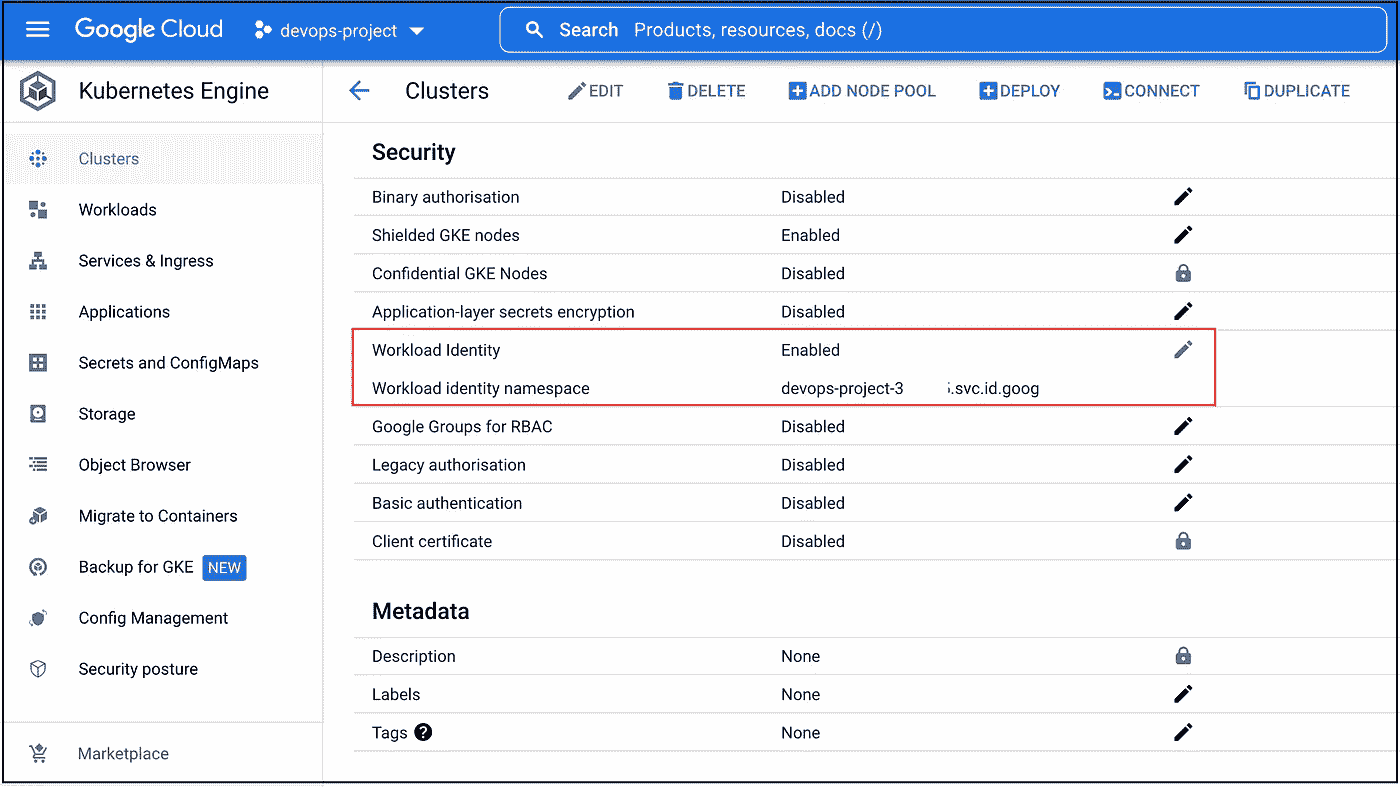 Google Cloud devops-project Search Products, resources, docs (/)
Kubernetes Engine
Clusters
Workloads
Services & Ingress
Applications
Secrets and ConfigMaps
Storage
Object Browser
Migrate to Containers
Backup for GKE NEW
Config Management
Security posture
Marketplace
Clusters EDIT DELETE ADD NODE POOL DEPLOY CONNECT DUPLICATE
Security
Binary authorisation Disabled
Shielded GKE nodes Enabled
Confidential GKE Nodes Disabled
Application-layer secrets encryption Disabled
Workload Identity Enabled
Workload identity namespace devops-project-3 .svc.id.goog
Google Groups for RBAC Disabled
Legacy authorisation Disabled
Basic authentication Disabled
Client certificate Disabled
Metadata
Description None
Labels None
Tags ? None